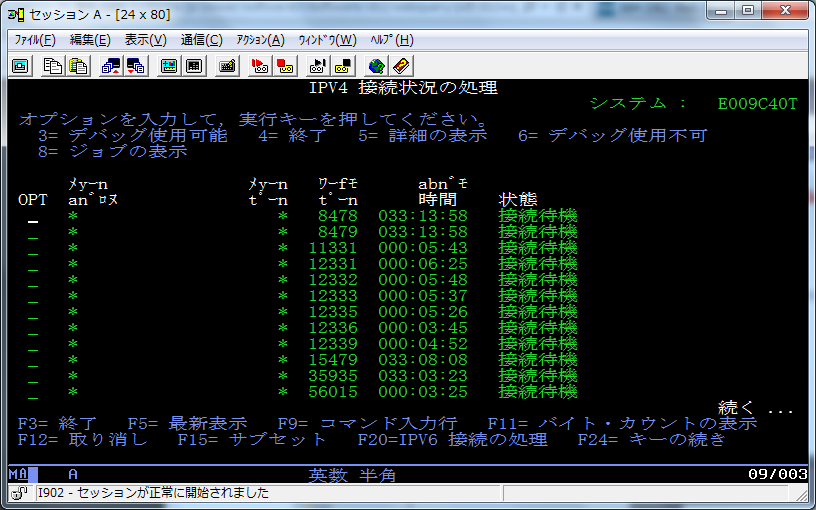 セッション A - [24 x 80]
ﾌｧｲﾙ(F) 編集(E) 表示(V) 通信(C) ｱｸｼｮﾝ(A) ｳｨﾝﾄﾞｳ(W) ﾍﾙﾌﾟ(H)
IPV4 接続状況の処理
システム : E009C40T
オプションを入力して, 実行キーを押してください。
3= デバッグ使用可能 4= 終了 5= 詳細の表示 6= デバッグ使用不可
8= ジョブの表示
ﾒyｰn ﾒyｰn ﾜｰfﾓ abnﾞﾓ
OPT anﾞﾛﾇ tﾟｰn tﾟｰn 時間 状態
_ * * 8478 033:13:58 接続待機
_ * * 8479 033:13:58 接続待機
_ * * 11331 000:05:43 接続待機
_ * * 12331 000:06:25 接続待機
_ * * 12332 000:05:48 接続待機
_ * * 12333 000:05:37 接続待機
_ * * 12335 000:05:26 接続待機
_ * * 12336 000:03:45 接続待機
_ * * 12339 000:04:52 接続待機
_ * * 15479 033:08:08 接続待機
_ * * 35935 033:03:23 接続待機
_ * * 56015 000:03:25 接続待機
続く ...
F3= 終了 F5= 最新表示 F9= コマンド入力行 F11= バイト・カウントの表示
F12= 取り消し F15= サブセット F20=IPV6 接続の処理 F24= キーの続き
MA A 英数 半角 09/003
I902 - セッションが正常に開始されました